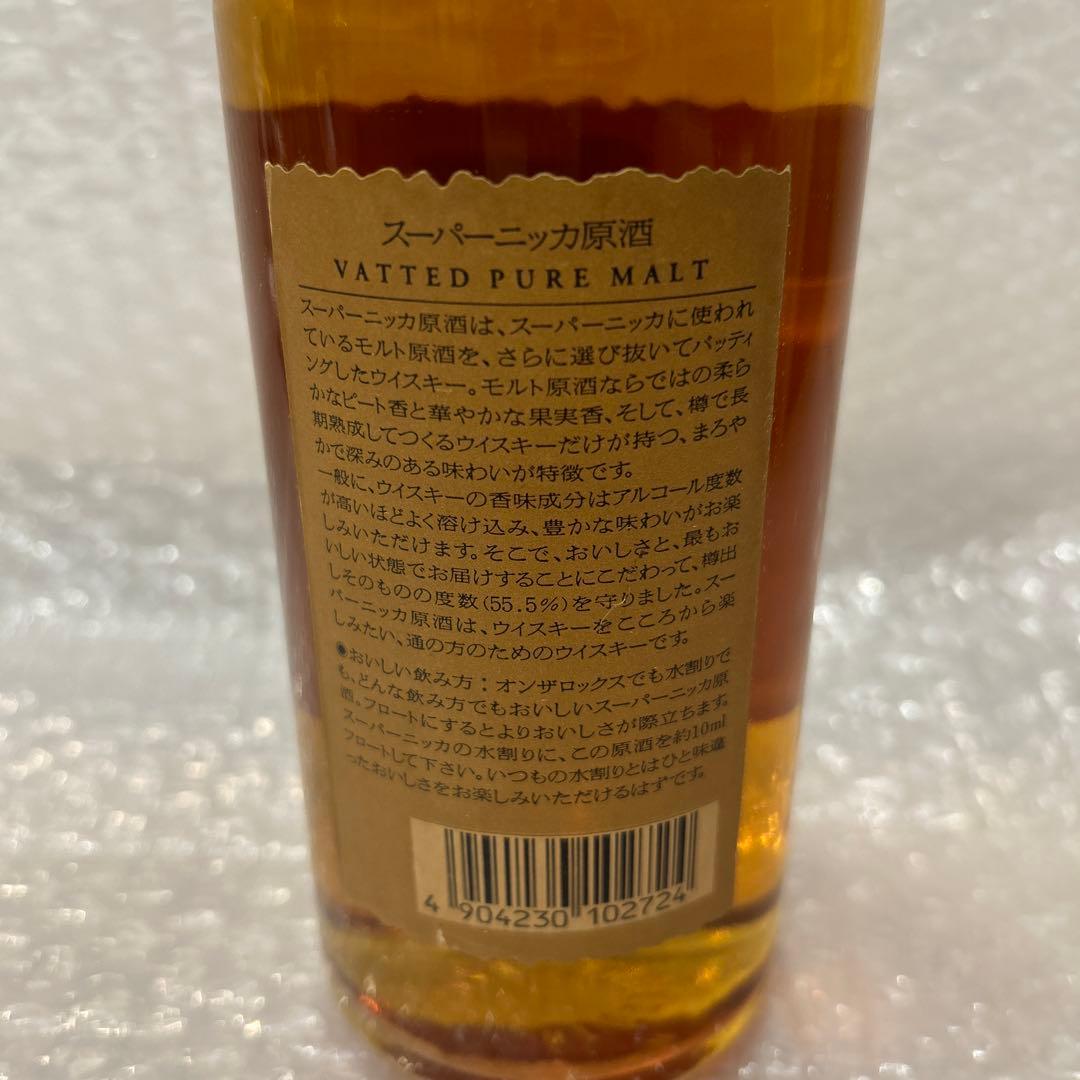 スーパーニッカ原酒
VATTED PURE MALT
スーパーニッカ原酒は、スーパーニッカに使われ
ているモルト原酒を、さらに選び抜いてバッティ
ングしたウイスキー。モルト原酒ならではの柔ら
かなピート香と華やかな果実香、そして、樽で長
期熟成してつくるウイスキーだけが持つ、まろや
かで深みのある味わいが特徴です。
一般に、ウイスキーの香味成分はアルコール度数
が高いほどよく溶け込み、豊かな味わいがお楽
しみいただけます。そこで、おいしさと、最もお
いしい状態でお届けすることにこだわって、樽出
しそのものの度数(55.5%)を守りました。スー
パーニッカ原酒は、ウイスキーをこころから楽
しみたい、通の方のためのウイスキーです。
●おいしい飲み方：オンザロックスでも水割りで
も、どんな飲み方でもおいしいスーパーニッカ原
酒。フロートにするとよりおいしさが際立ちます。
スーパーニッカの水割りに、この原酒を約10ml
フロートして下さい。いつもの水割りとはひと味違
ったおいしさをお楽しみいただけるはずです。
4 904230 102724